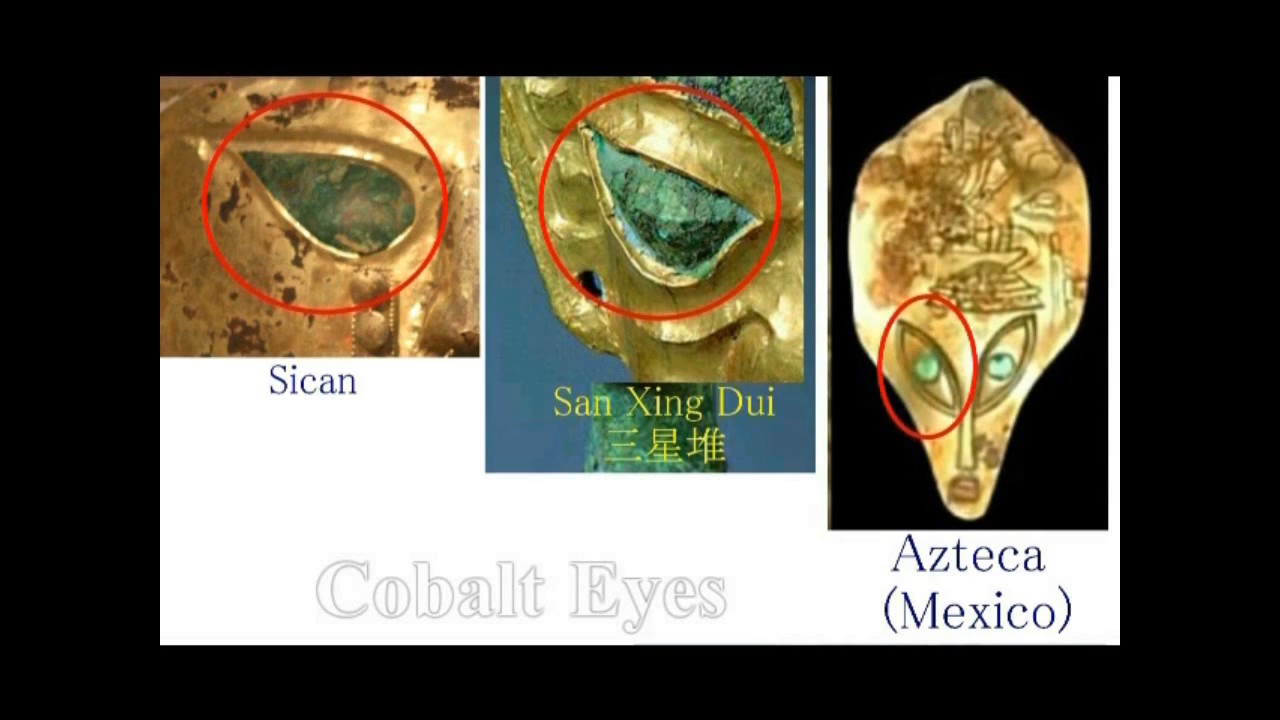 Sican
San Xing Dui
三星堆
Azteca
(Mexico)
Cobalt Eyes